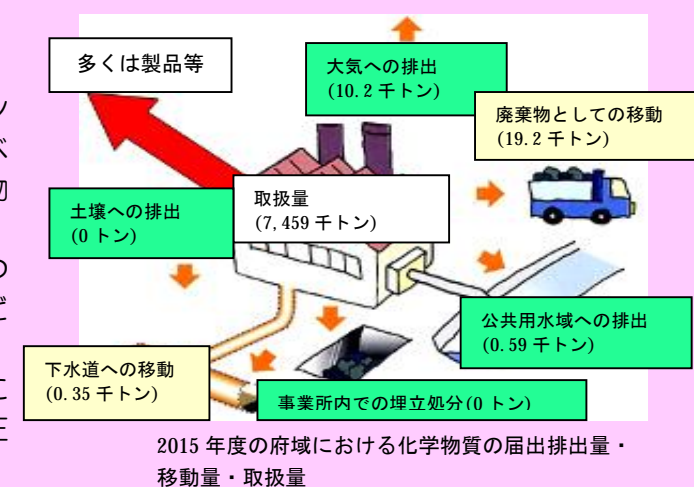 多くは製品等
大気への排出
(10.2 千トン)
廃棄物としての移動
(19.2 千トン)
取扱量
(7,459 千トン)
土壌への排出
(0 トン)
公共用水域への排出
(0.59 千トン)
下水道への移動
(0.35 千トン)
事業所内での埋立処分(0 トン)
2015 年度の府域における化学物質の届出排出量・
移動量・取扱量